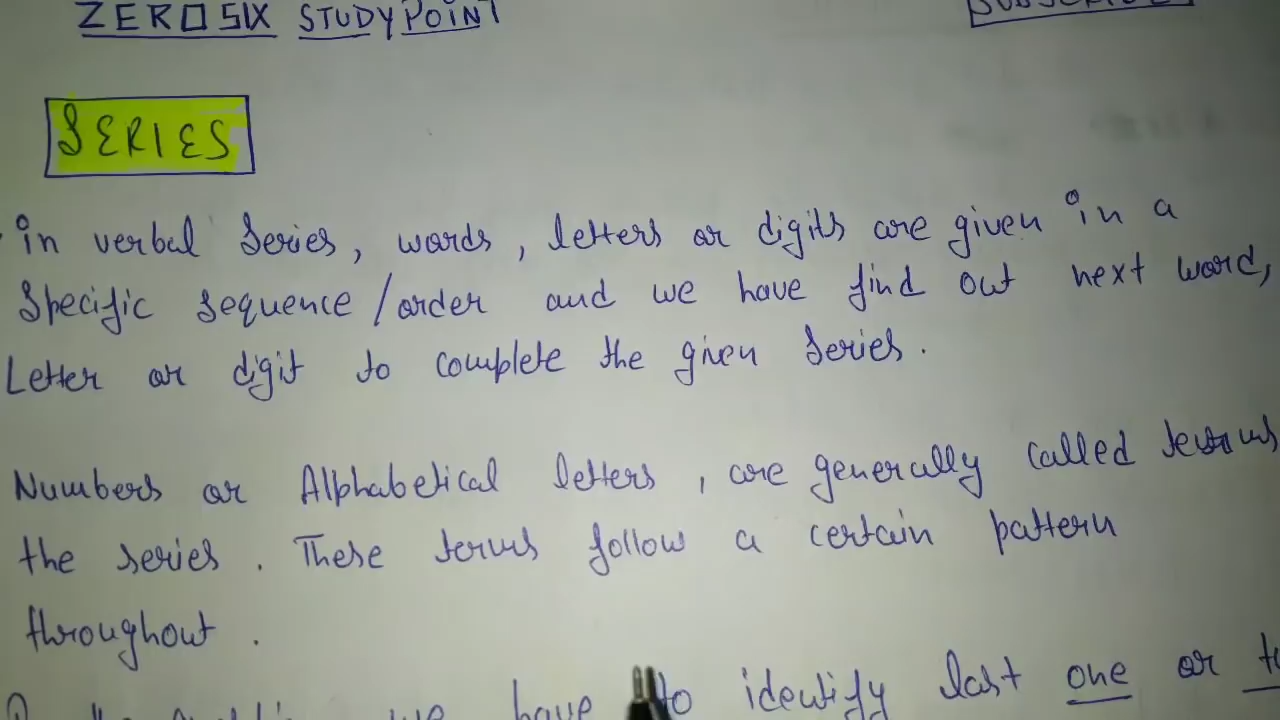 ZERO SIX STUDY POINT
SUBSCRIBE
SERIES
in verbal series, words, letters or digits are given in a
specific sequence/order and we have find out next word,
Letter or digit to complete the given series.
Numbers or Alphabetical letters, are generally called terms
the series. These terms follow a certain pattern
throughout.
we have to identify last one or